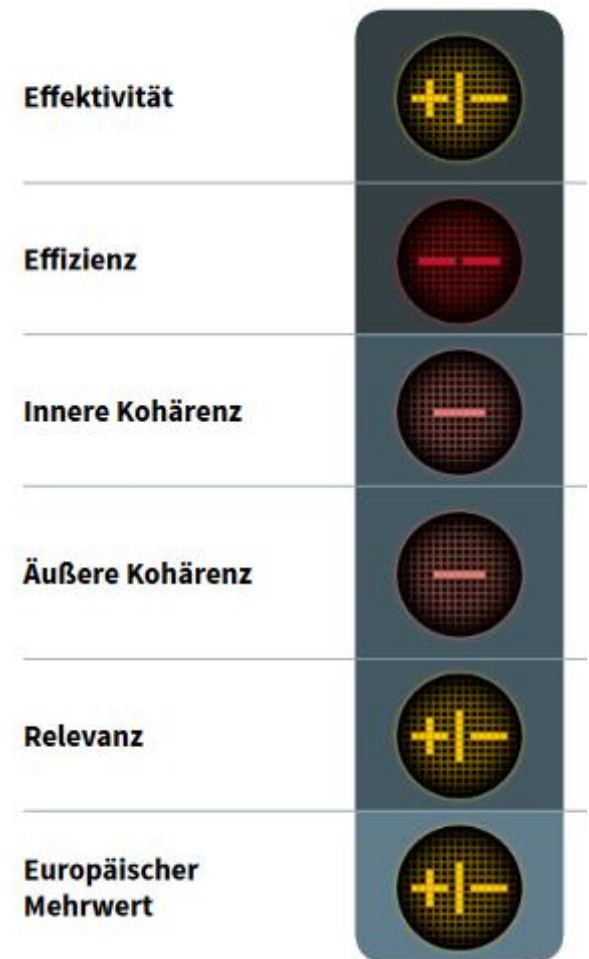 Effektivität
+|−
Effizienz
−−
Innere Kohärenz
−
Äußere Kohärenz
−
Relevanz
+|−
Europäischer
Mehrwert
+|−